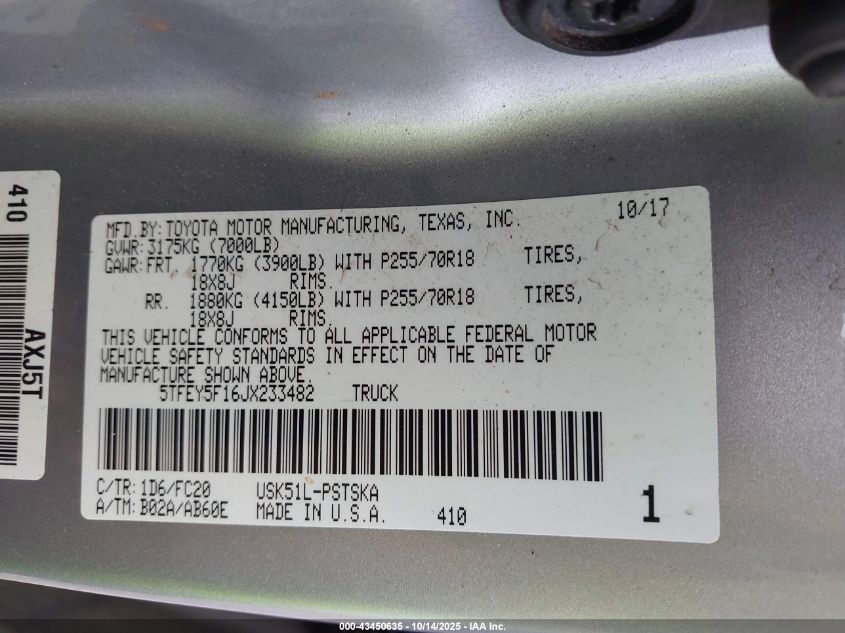 410
AXJ5T
MFD.BY:TOYOTA MOTOR MANUFACTURING, TEXAS, INC. 10/17
GVWR:3175KG (7000LB)
GAWR:FRT. 1770KG (3900LB) WITH P255/70R18 TIRES,
18X8J RIMS.
RR. 1880KG (4150LB) WITH P255/70R18 TIRES,
18X8J RIMS.
THIS VEHICLE CONFORMS TO ALL APPLICABLE FEDERAL MOTOR
VEHICLE SAFETY STANDARDS IN EFFECT ON THE DATE OF
MANUFACTURE SHOWN ABOVE.
5TFEY5F16JX233482 TRUCK
C/TR:1D6/FC20 USK51L-PSTSKA
A/TM:B02A/AB60E MADE IN U.S.A. 410
1
000-43450635 - 10/14/2025 - IAA Inc.